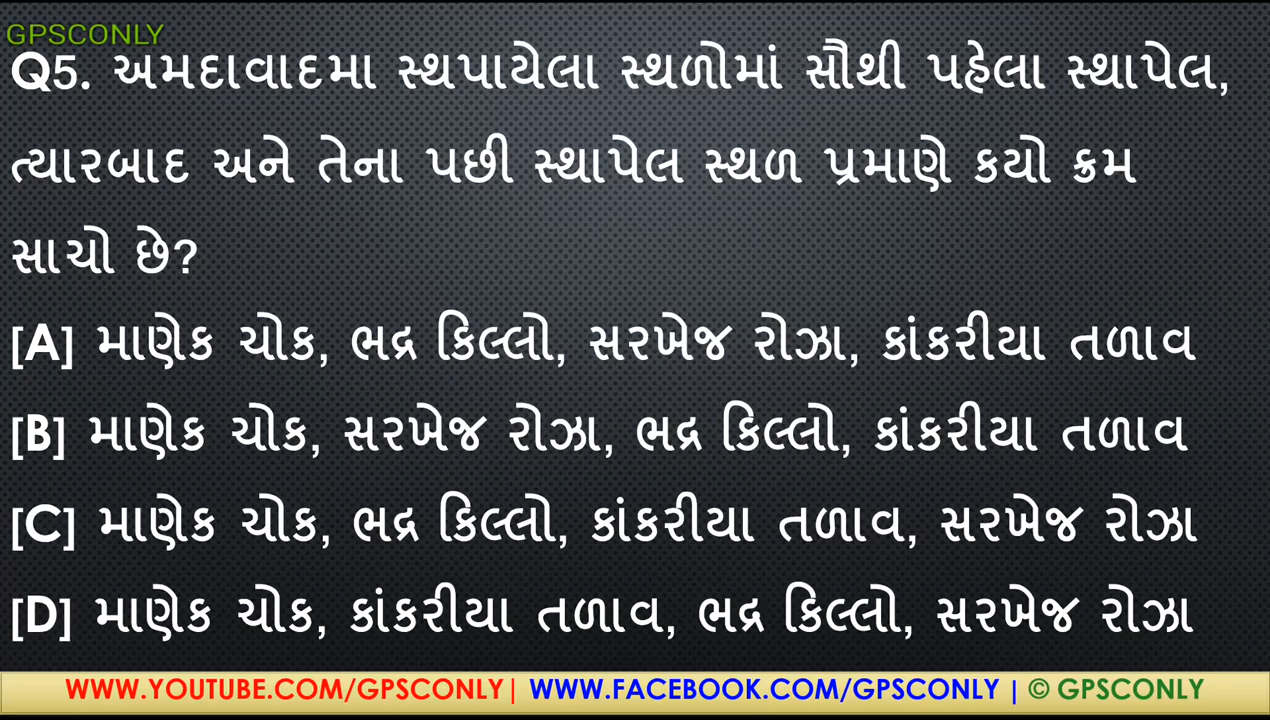 GPSCONLY
Q5. અમદાવાદમા સ્થપાયેલા સ્થળોમાં સૌથી પહેલા સ્થાપેલ,
ત્યારબાદ અને તેના પછી સ્થાપેલ સ્થળ પ્રમાણે કયો ક્રમ
સાચો છે?
[A] માણેક ચોક, ભદ્ર કિલ્લો, સરખેજ રોઝા, કાંકરીયા તળાવ
[B] માણેક ચોક, સરખેજ રોઝા, ભદ્ર કિલ્લો, કાંકરીયા તળાવ
[C] માણેક ચોક, ભદ્ર કિલ્લો, કાંકરીયા તળાવ, સરખેજ રોઝા
[D] માણેક ચોક, કાંકરીયા તળાવ, ભદ્ર કિલ્લો, સરખેજ રોઝા
WWW.YOUTUBE.COM/GPSCONLY| WWW.FACEBOOK.COM/GPSCONLY | © GPSCONLY